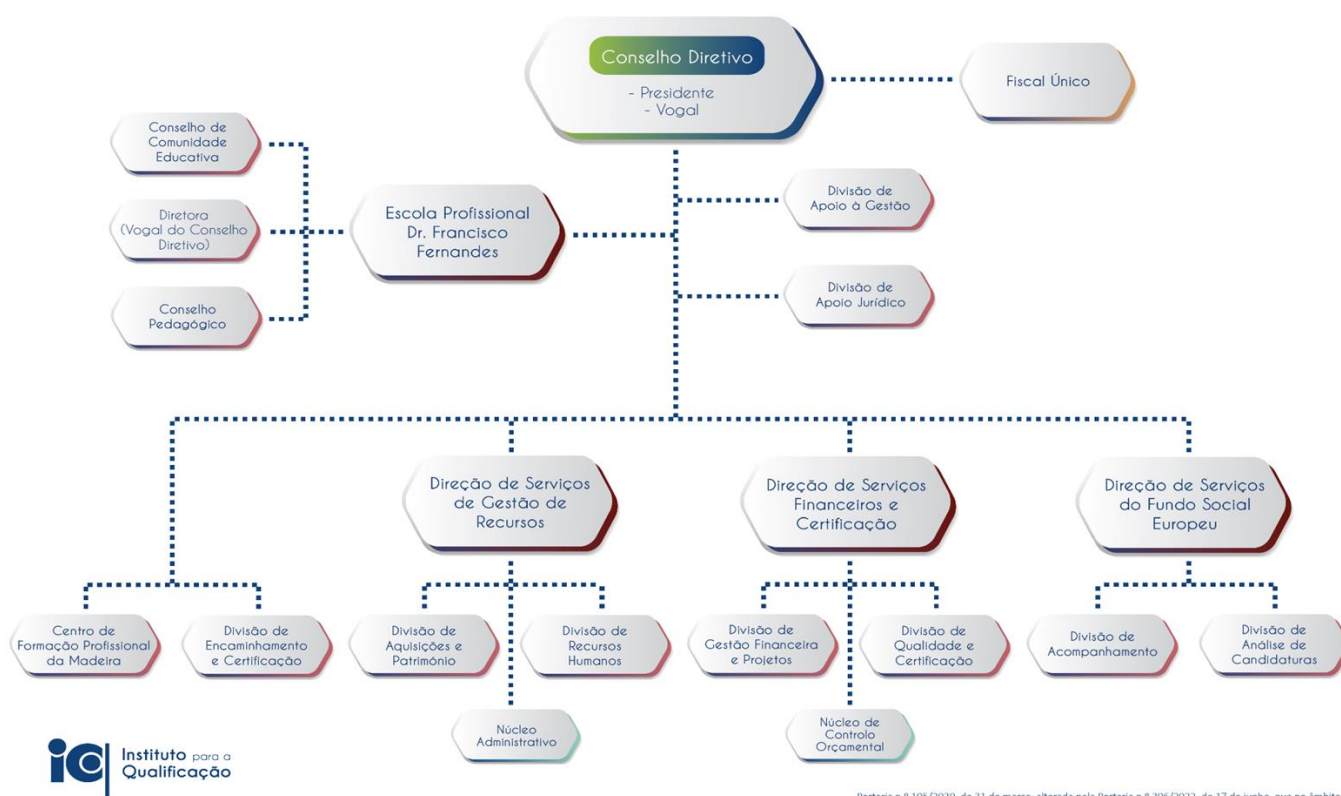 Conselho Diretivo
- Presidente
- Vogal
Fiscal Único
Conselho de
Comunidade
Educativa
Diretora
(Vogal do Conselho
Diretivo)
Conselho
Pedagógico
Escola Profissional
Dr. Francisco
Fernandes
Divisão de
Apoio à Gestão
Divisão de
Apoio Jurídico
Direção de Serviços
de Gestão de
Recursos
Direção de Serviços
Financeiros e
Certificação
Direção de Serviços
do Fundo Social
Europeu
Centro de
Formação Profissional
da Madeira
Divisão de
Encaminhamento
e Certificação
Divisão de
Aquisições e
Património
Divisão de
Recursos
Humanos
Divisão de
Gestão Financeira
e Projetos
Divisão de
Qualidade e
Certificação
Divisão de
Acompanhamento
Divisão de
Análise de
Candidaturas
Núcleo
Administrativo
Núcleo de
Controlo
Orçamental
iq
Instituto para a
Qualificação